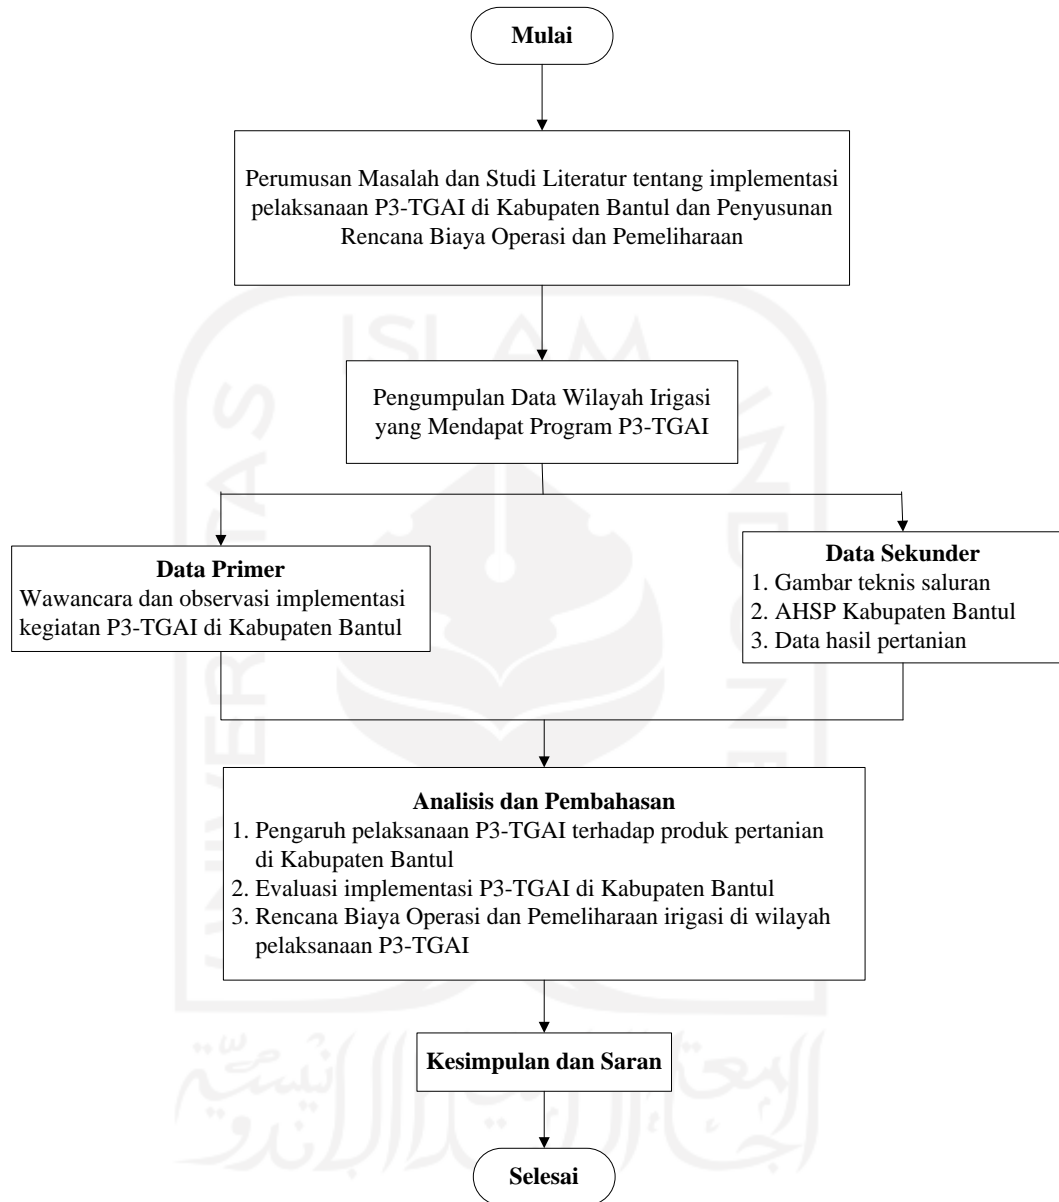 Mulai
Perumusan Masalah dan Studi Literatur tentang implementasi
pelaksanaan P3-TGAI di Kabupaten Bantul dan Penyusunan
Rencana Biaya Operasi dan Pemeliharaan
Pengumpulan Data Wilayah Irigasi
yang Mendapat Program P3-TGAI
Data Primer
Wawancara dan observasi implementasi
kegiatan P3-TGAI di Kabupaten Bantul
Data Sekunder
1. Gambar teknis saluran
2. AHSP Kabupaten Bantul
3. Data hasil pertanian
Analisis dan Pembahasan
1. Pengaruh pelaksanaan P3-TGAI terhadap produk pertanian
di Kabupaten Bantul
2. Evaluasi implementasi P3-TGAI di Kabupaten Bantul
3. Rencana Biaya Operasi dan Pemeliharaan irigasi di wilayah
pelaksanaan P3-TGAI
Kesimpulan dan Saran
Selesai
ISLAM